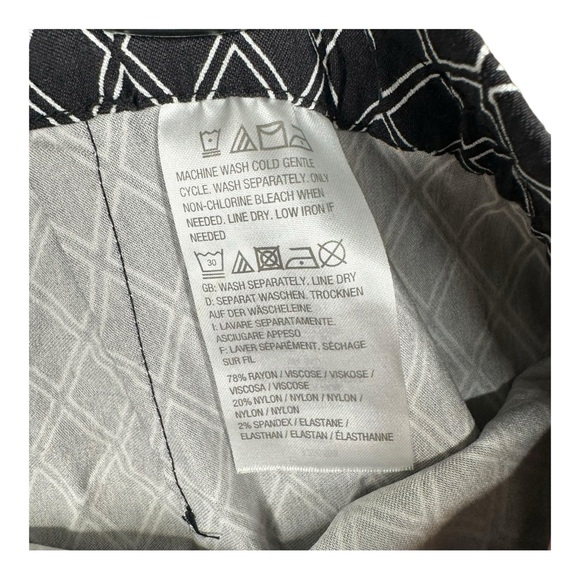 MACHINE WASH COLD GENTLE
CYCLE. WASH SEPARATELY. ONLY
NON-CHLORINE BLEACH WHEN
NEEDED. LINE DRY. LOW IRON IF
NEEDED
30
GB: WASH SEPARATELY. LINE DRY
D: SEPARAT WASCHEN. TROCKNEN
AUF DER WÄSCHELEINE
I: LAVARE SEPARATAMENTE.
ASCIUGARE APPESO
F: LAVER SÉPARÉMENT. SÉCHAGE
SUR FIL
78% RAYON / VISCOSE / VISKOSE /
VISCOSA / VISCOSE
20% NYLON / NYLON / NYLON /
NYLON / NYLON
2% SPANDEX / ELASTANE /
ELASTHAN / ELASTAN / ÉLASTHANNE